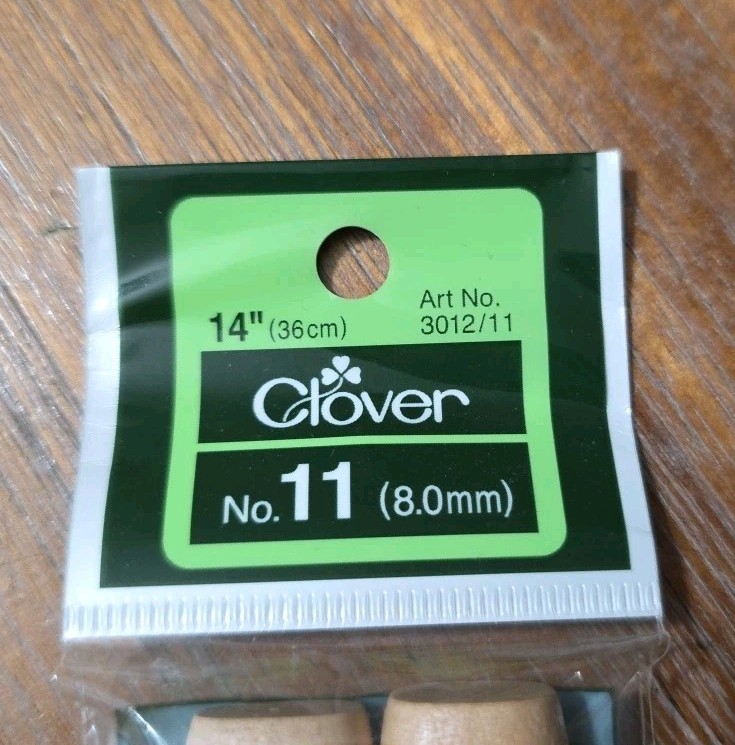 14" (36cm)
Art No.
3012/11
Clover
No. 11 (8.0mm)